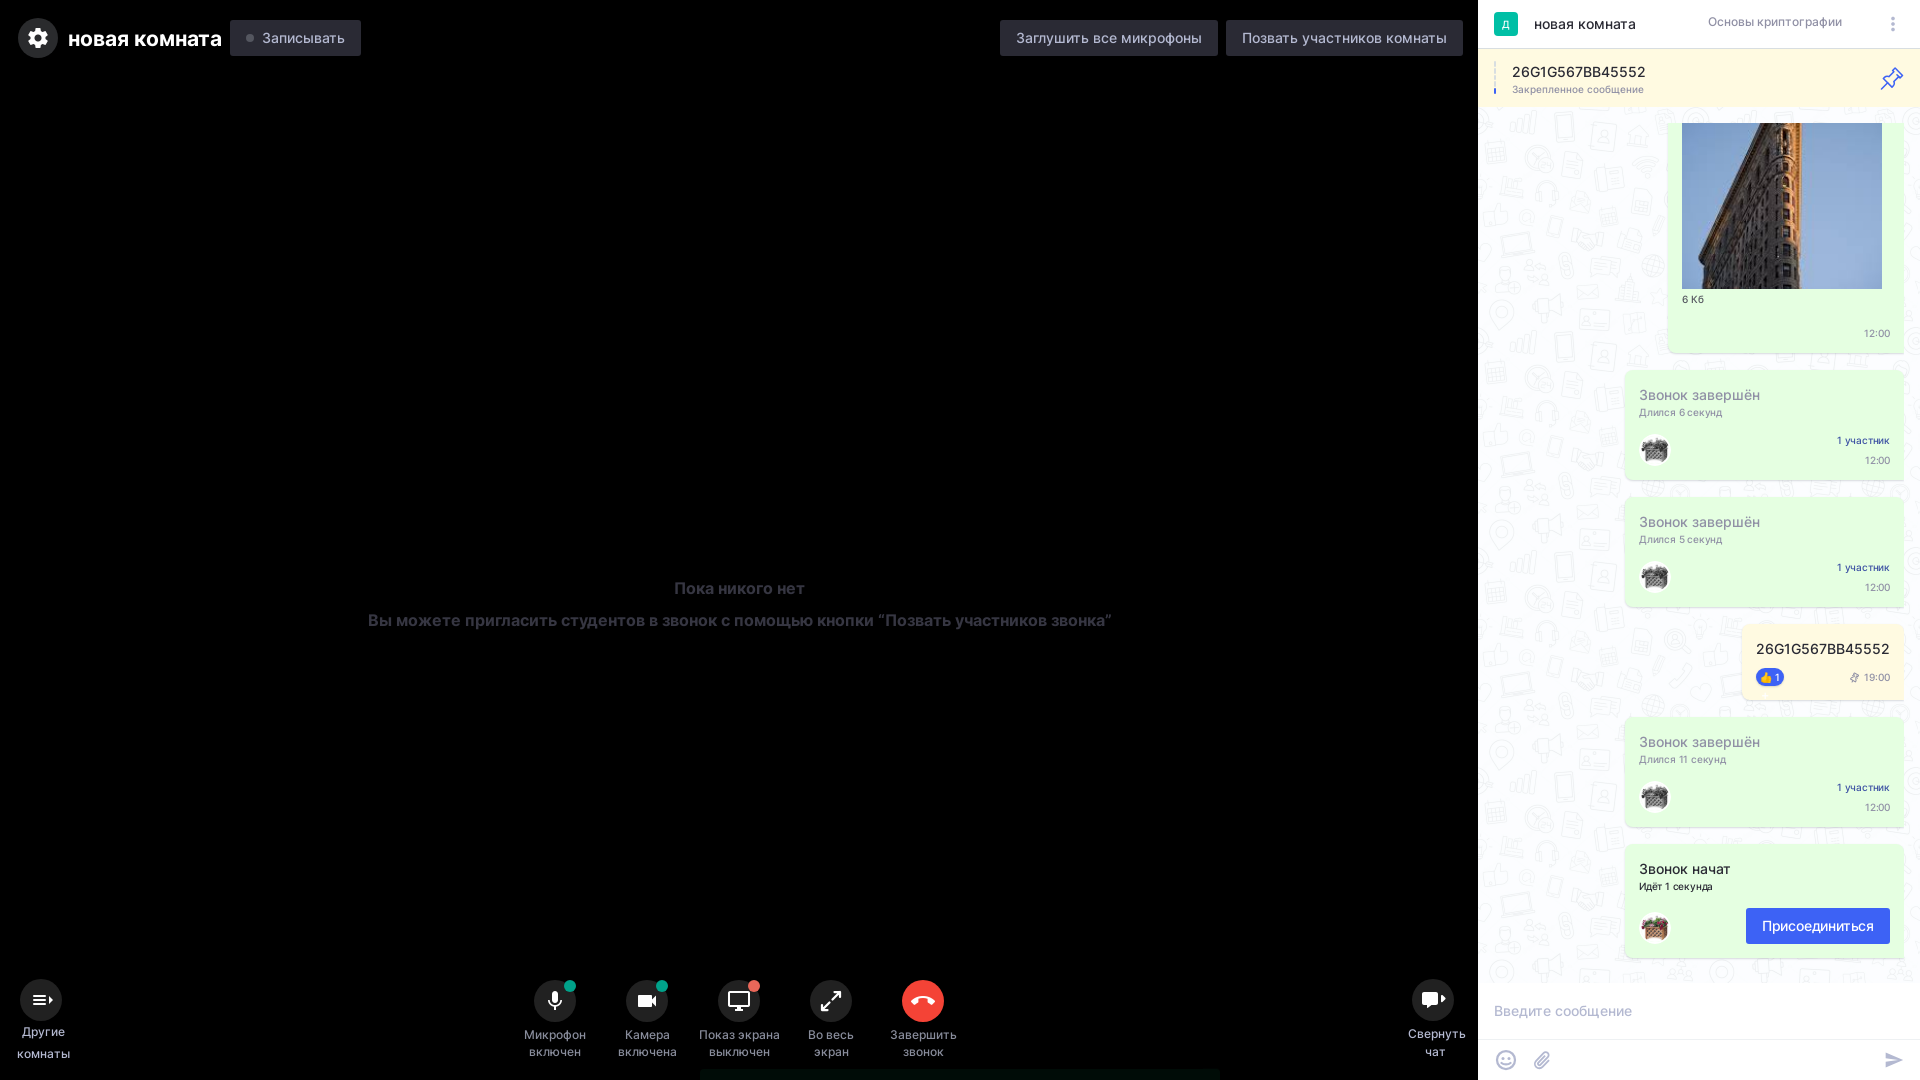 новая комната
Записывать
Заглушить все микрофоны
Позвать участников комнаты
Пока никого нет
Вы можете пригласить студентов в звонок с помощью кнопки “Позвать участников звонка”
Другие
комнаты
Микрофон
включен
Камера
включена
Показ экрана
выключен
Во весь
экран
Завершить
звонок
Свернуть
чат
Д
новая комната
Основы криптографии
26G1G567BB45552
Закрепленное сообщение
6 Кб
12:00
Звонок завершён
Длился 6 секунд
1 участник
12:00
Звонок завершён
Длился 5 секунд
1 участник
12:00
26G1G567BB45552
👍 1
19:00
Звонок завершён
Длился 11 секунд
1 участник
12:00
Звонок начат
Идёт 1 секунда
Присоединиться
Введите сообщение